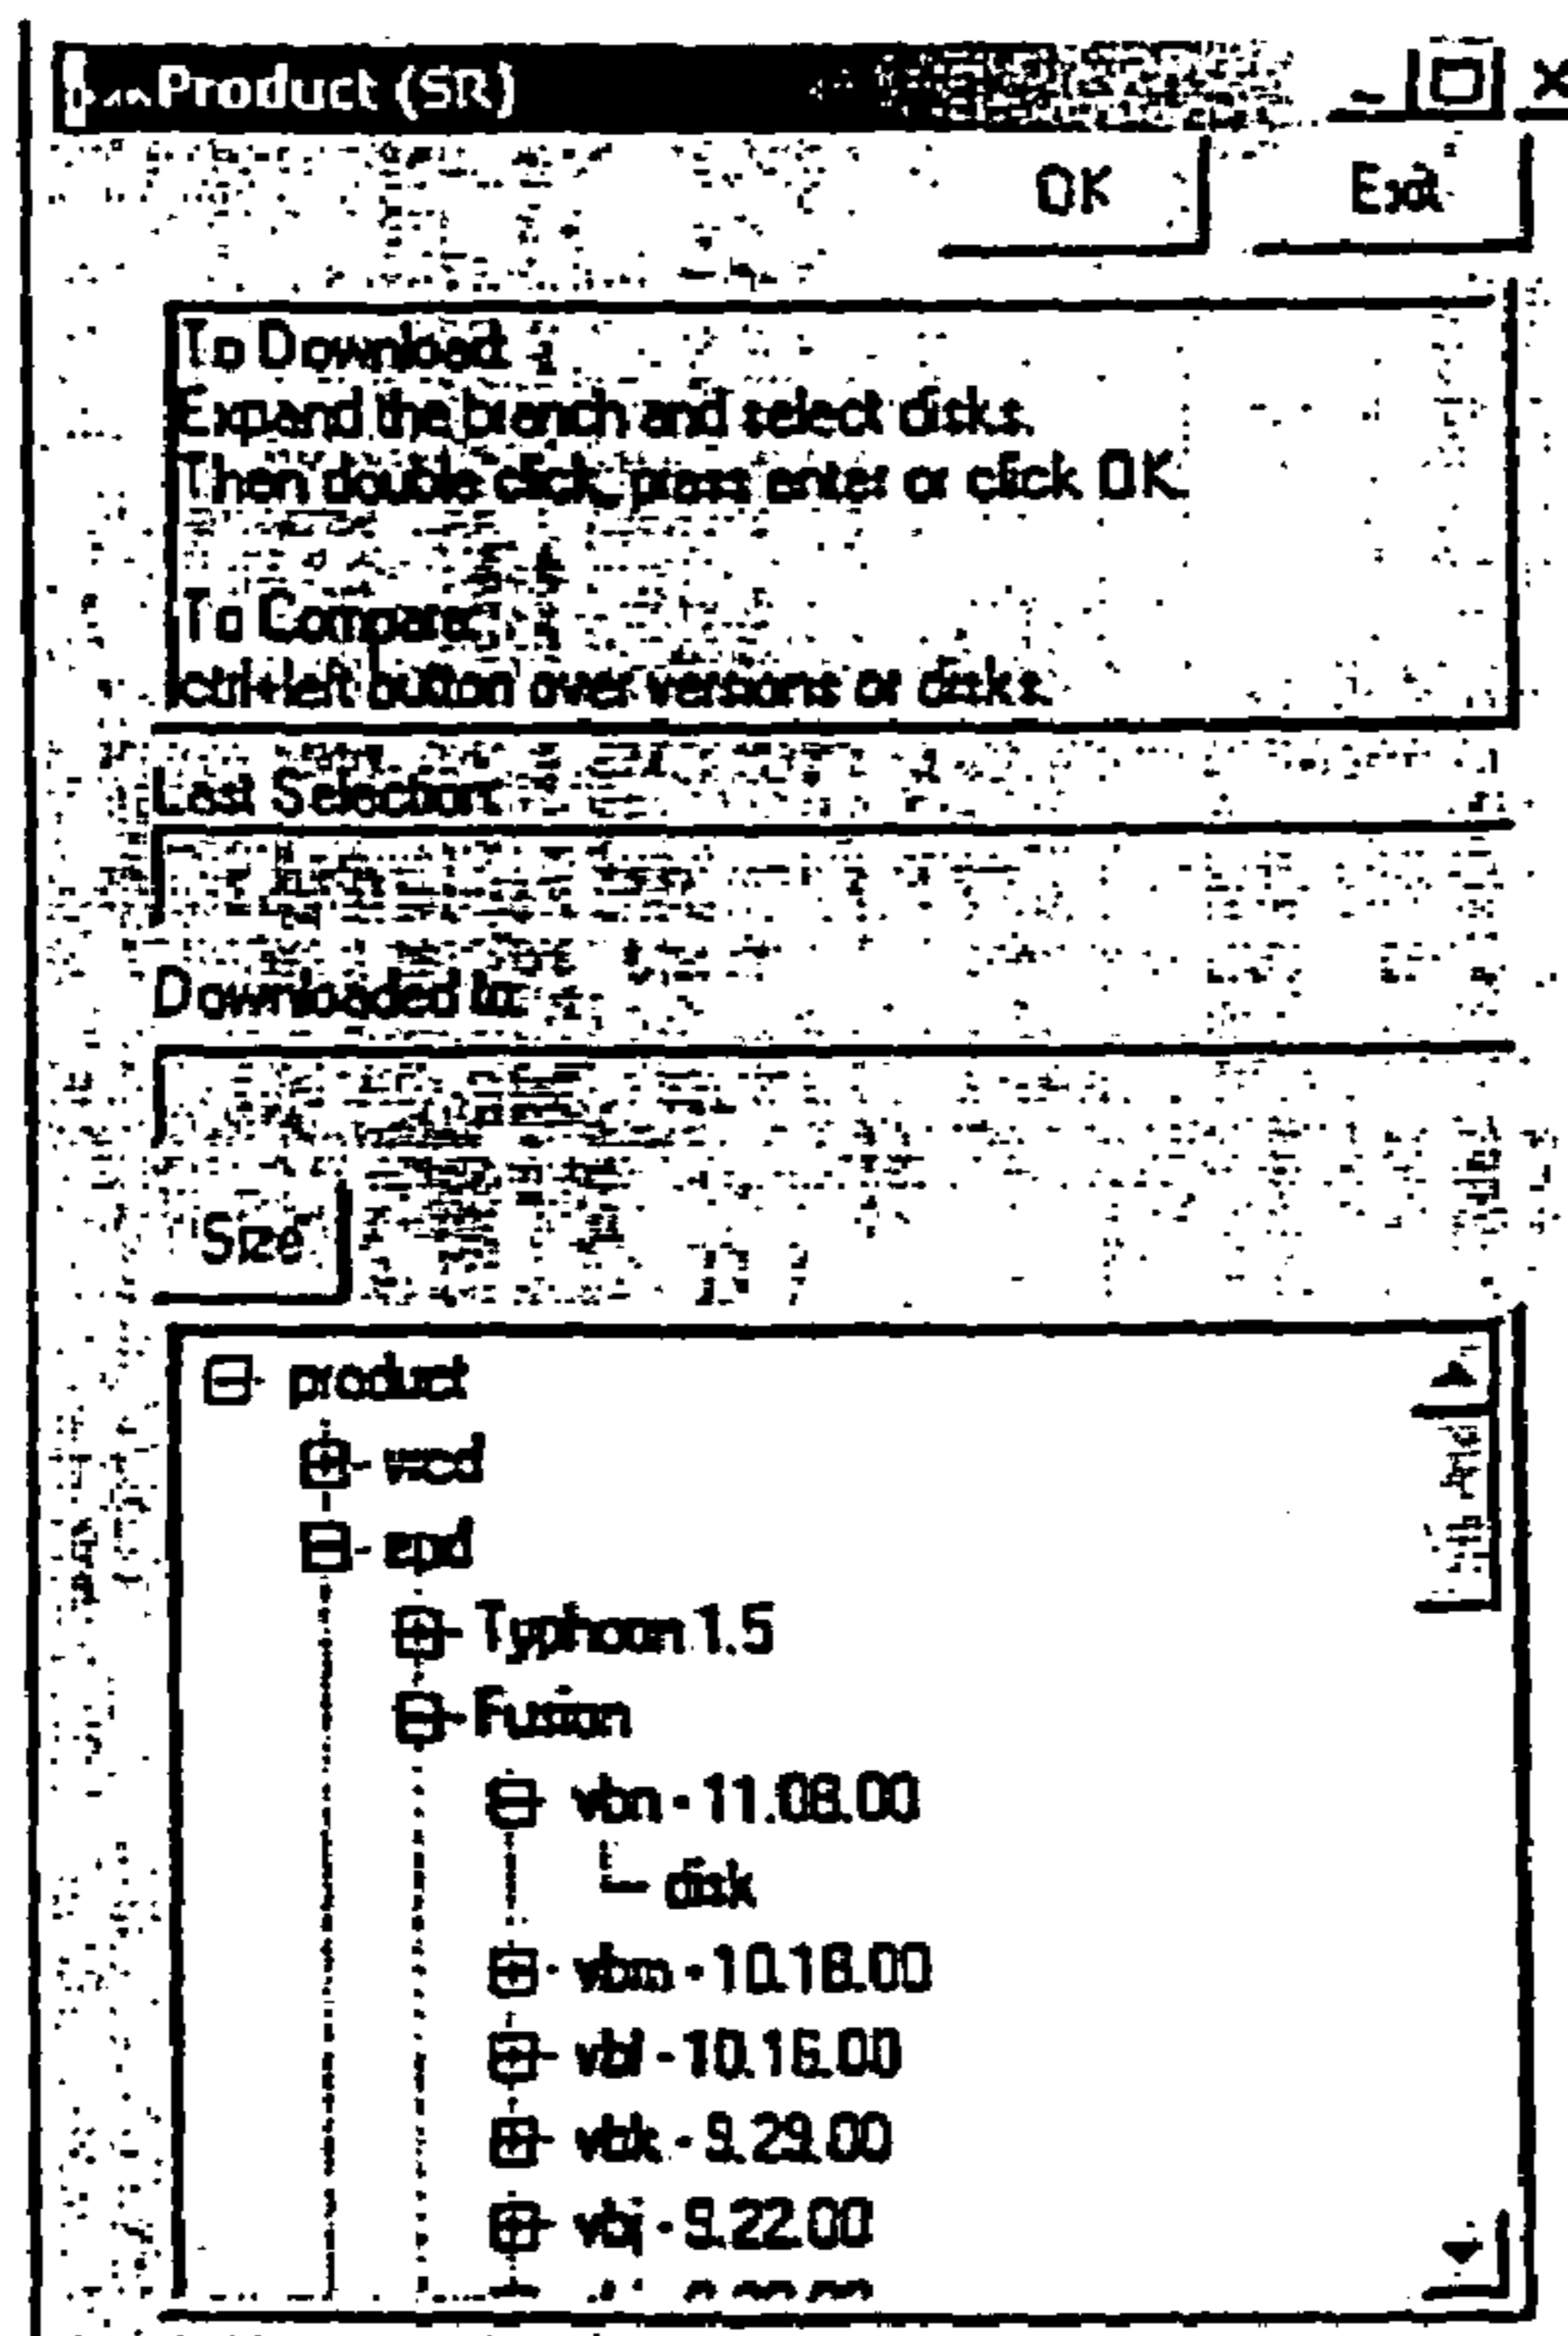 Product (SR)
OK
Exit
To Download:
Expand the branch and select disks.
Then double click, press enter or click OK.
To Compare:
ctrl+left button over versions or disks.
Last Selection:
Downloaded to:
Size
product
Typhoon 1.5
Fusion
vbn - 11.08.00
disk
vbm - 10.18.00
vbl - 10.16.00
vbk - 9.29.00
vbj - 9.22.00